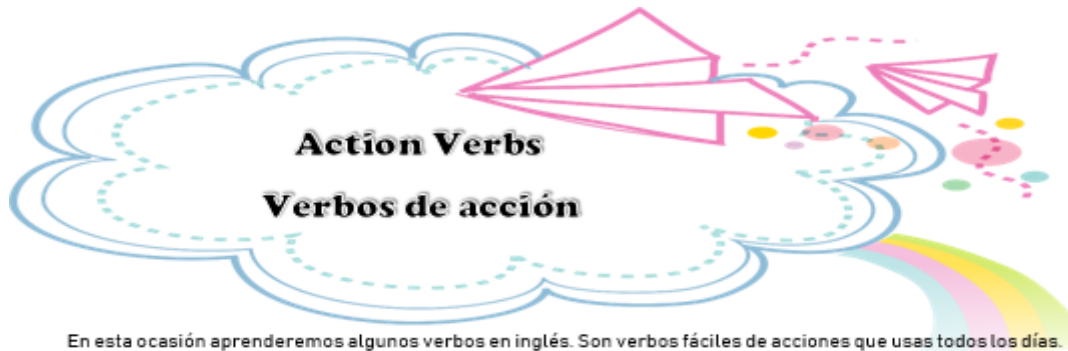 Action Verbs
Verbos de acción
En esta ocasión aprenderemos algunos verbos en inglés. Son verbos fáciles de acciones que usas todos los días.